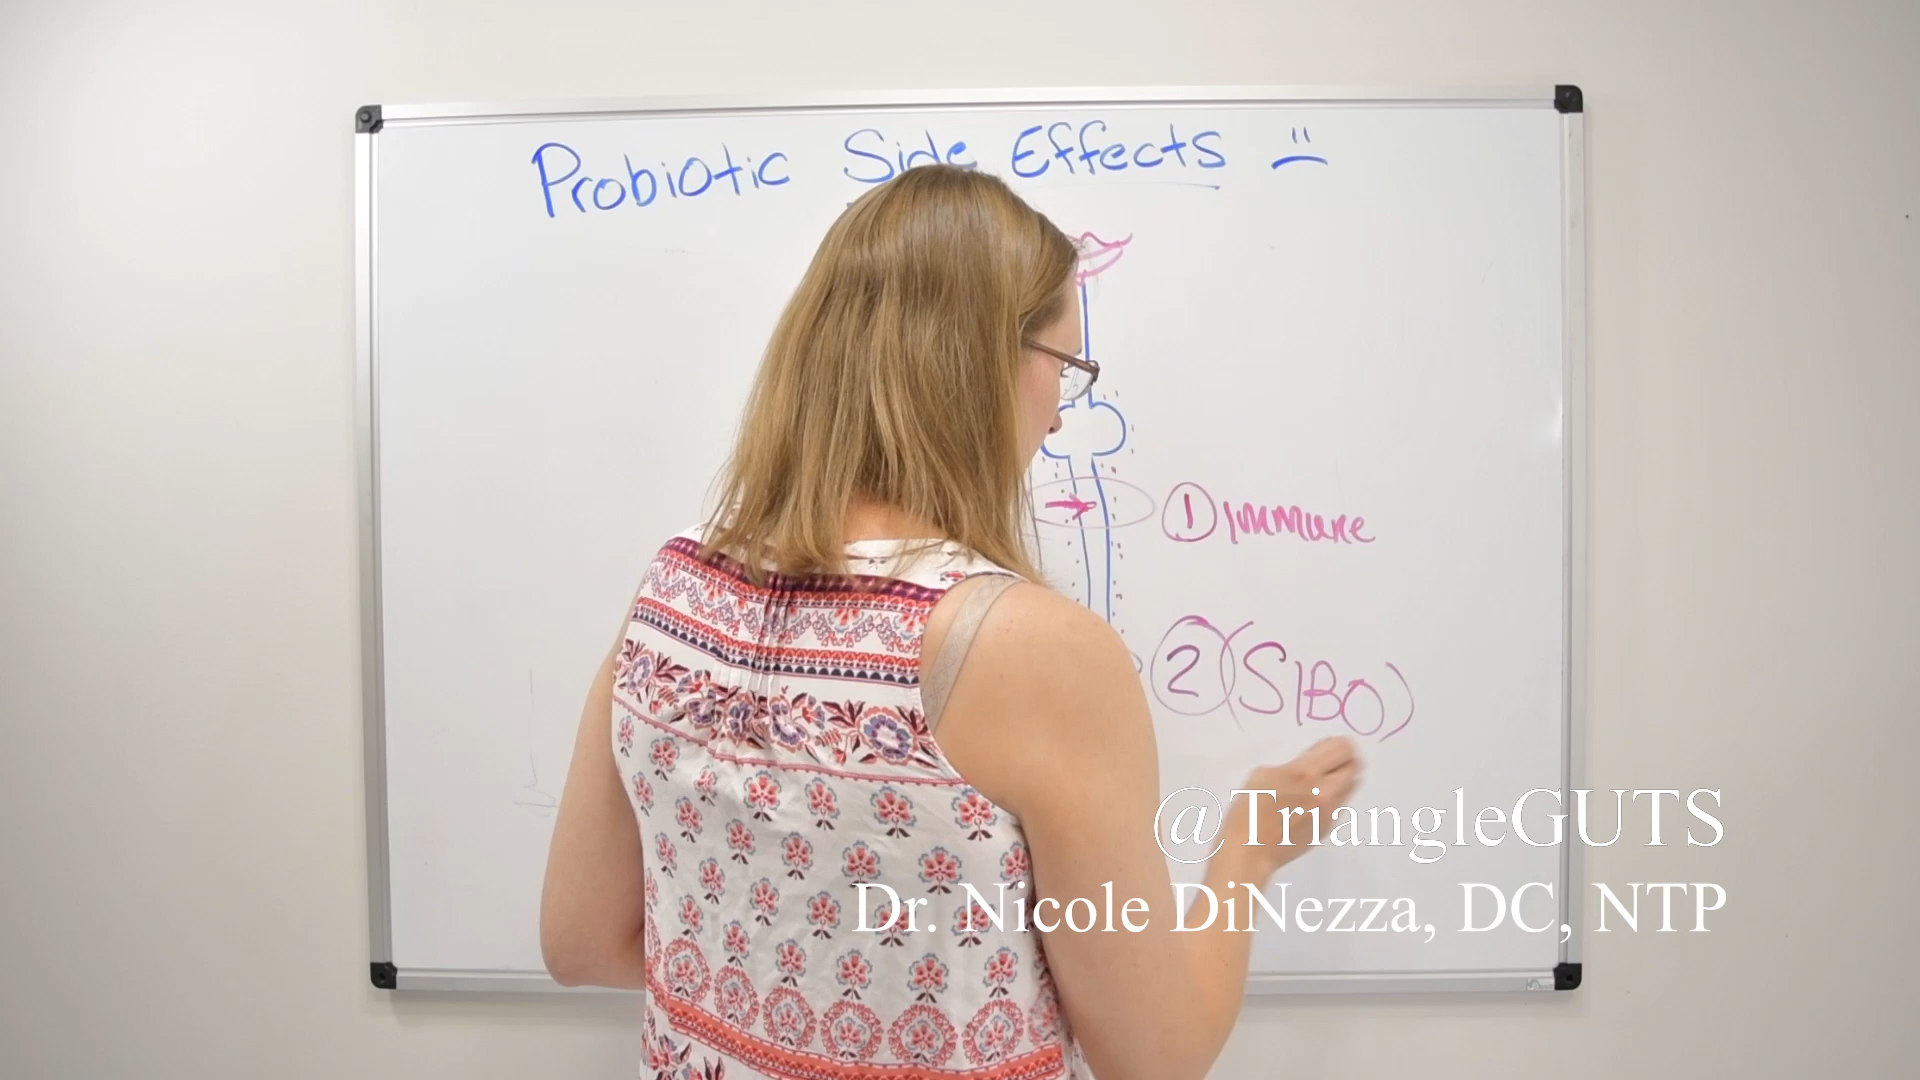 Probiotic Side Effects
1 immune
2 (SIBO)
@TriangleGUTS
Dr. Nicole DiNezza, DC, NTP